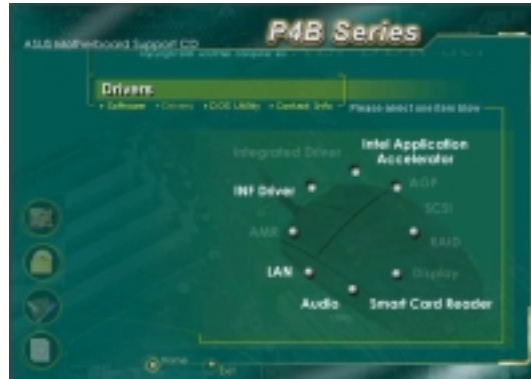 P4B Series
ASUS Motherboard Support CD
Drivers
Software
Drivers
DOS Utility
Contact Info
Please select one item
Integrated Driver
Intel Application
Accelerator
INF Driver
AGP
SCSI
AMR
RAID
LAN
Display
Audio
Smart Card Reader
Home
Exit